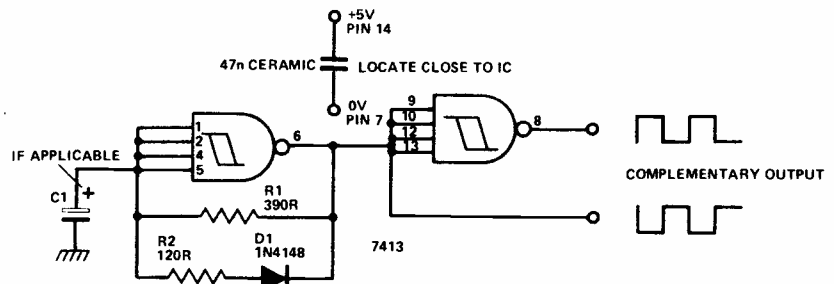 +5V
PIN 14
47n CERAMIC
LOCATE CLOSE TO IC
0V
PIN 7
1
2
4
5
6
9
10
12
13
8
IF APPLICABLE
C1
+
R1
390R
R2
120R
D1
1N4148
7413
COMPLEMENTARY OUTPUT